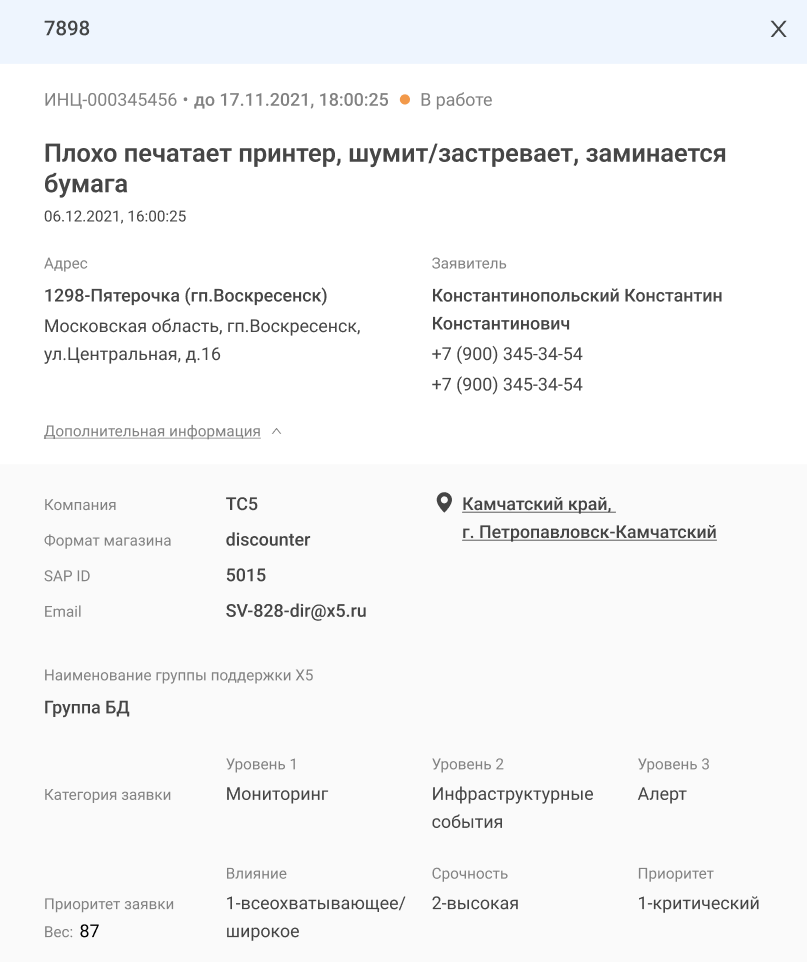 7898
ИНЦ-000345456 • до 17.11.2021, 18:00:25 В работе
Плохо печатает принтер, шумит/застревает, заминается
бумага
06.12.2021, 16:00:25
Адрес
1298-Пятерочка (гп.Воскресенск)
Московская область, гп.Воскресенск,
ул.Центральная, д.16
Заявитель
Константинопольский Константин
Константинович
+7 (900) 345-34-54
+7 (900) 345-34-54
Дополнительная информация
Компания ТС5
Формат магазина discounter
SAP ID 5015
Email SV-828-dir@x5.ru
Камчатский край,
г. Петропавловск-Камчатский
Наименование группы поддержки X5
Группа БД
Уровень 1 Уровень 2 Уровень 3
Категория заявки Мониторинг Инфраструктурные Алерт
события
Влияние Срочность Приоритет
Приоритет заявки 1-всеохватывающее/ 2-высокая 1-критический
Вес: 87 широкое